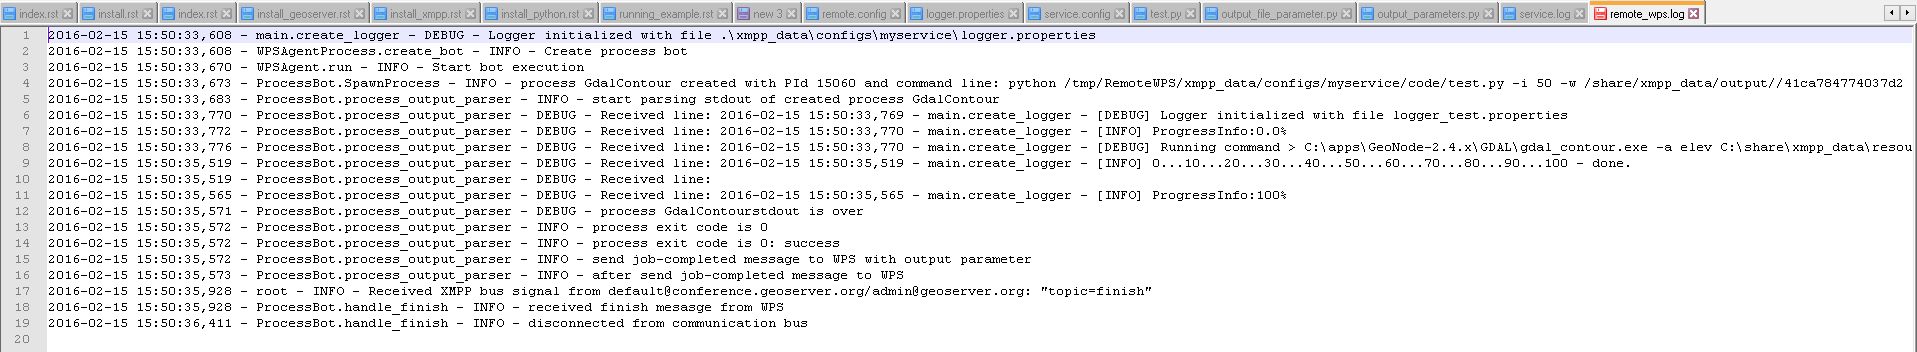 index.rst install.rst index.rst install_geoserver.rst install_xmpp.rst install_python.rst running_example.rst new 3 remote.config logger.properties service.config test.py output_file_parameter.py output_parameters.py service.log remote_wps.log
1 2016-02-15 15:50:33,608 - main.create_logger - DEBUG - Logger initialized with file .\xmpp_data\configs\myservice\logger.properties
2 2016-02-15 15:50:33,608 - WPSAgentProcess.create_bot - INFO - Create process bot
3 2016-02-15 15:50:33,670 - WPSAgent.run - INFO - Start bot execution
4 2016-02-15 15:50:33,673 - ProcessBot.SpawnProcess - INFO - process GdalContour created with PId 15060 and command line: python /tmp/RemoteWPS/xmpp_data/configs/myservice/code/test.py -i 50 -w /share/xmpp_data/output//41ca784774037d2
5 2016-02-15 15:50:33,683 - ProcessBot.process_output_parser - INFO - start parsing stdout of created process GdalContour
6 2016-02-15 15:50:33,770 - ProcessBot.process_output_parser - DEBUG - Received line: 2016-02-15 15:50:33,769 - main.create_logger - [DEBUG] Logger initialized with file logger_test.properties
7 2016-02-15 15:50:33,772 - ProcessBot.process_output_parser - DEBUG - Received line: 2016-02-15 15:50:33,770 - main.create_logger - [INFO] ProgressInfo:0.0%
8 2016-02-15 15:50:33,776 - ProcessBot.process_output_parser - DEBUG - Received line: 2016-02-15 15:50:33,770 - main.create_logger - [DEBUG] Running command > C:\apps\GeoNode-2.4.x\GDAL\gdal_contour.exe -a elev C:\share\xmpp_data\resou
9 2016-02-15 15:50:35,519 - ProcessBot.process_output_parser - DEBUG - Received line: 2016-02-15 15:50:35,519 - main.create_logger - [INFO] 0...10...20...30...40...50...60...70...80...90...100 - done.
10 2016-02-15 15:50:35,519 - ProcessBot.process_output_parser - DEBUG - Received line:
11 2016-02-15 15:50:35,565 - ProcessBot.process_output_parser - DEBUG - Received line: 2016-02-15 15:50:35,565 - main.create_logger - [INFO] ProgressInfo:100%
12 2016-02-15 15:50:35,571 - ProcessBot.process_output_parser - DEBUG - process GdalContourstdout is over
13 2016-02-15 15:50:35,572 - ProcessBot.process_output_parser - INFO - process exit code is 0
14 2016-02-15 15:50:35,572 - ProcessBot.process_output_parser - INFO - process exit code is 0: success
15 2016-02-15 15:50:35,572 - ProcessBot.process_output_parser - INFO - send job-completed message to WPS with output parameter
16 2016-02-15 15:50:35,573 - ProcessBot.process_output_parser - INFO - after send job-completed message to WPS
17 2016-02-15 15:50:35,928 - root - INFO - Received XMPP bus signal from default@conference.geoserver.org/admin@geoserver.org: "topic=finish"
18 2016-02-15 15:50:35,928 - ProcessBot.handle_finish - INFO - received finish mesasge from WPS
19 2016-02-15 15:50:36,411 - ProcessBot.handle_finish - INFO - disconnected from communication bus
20